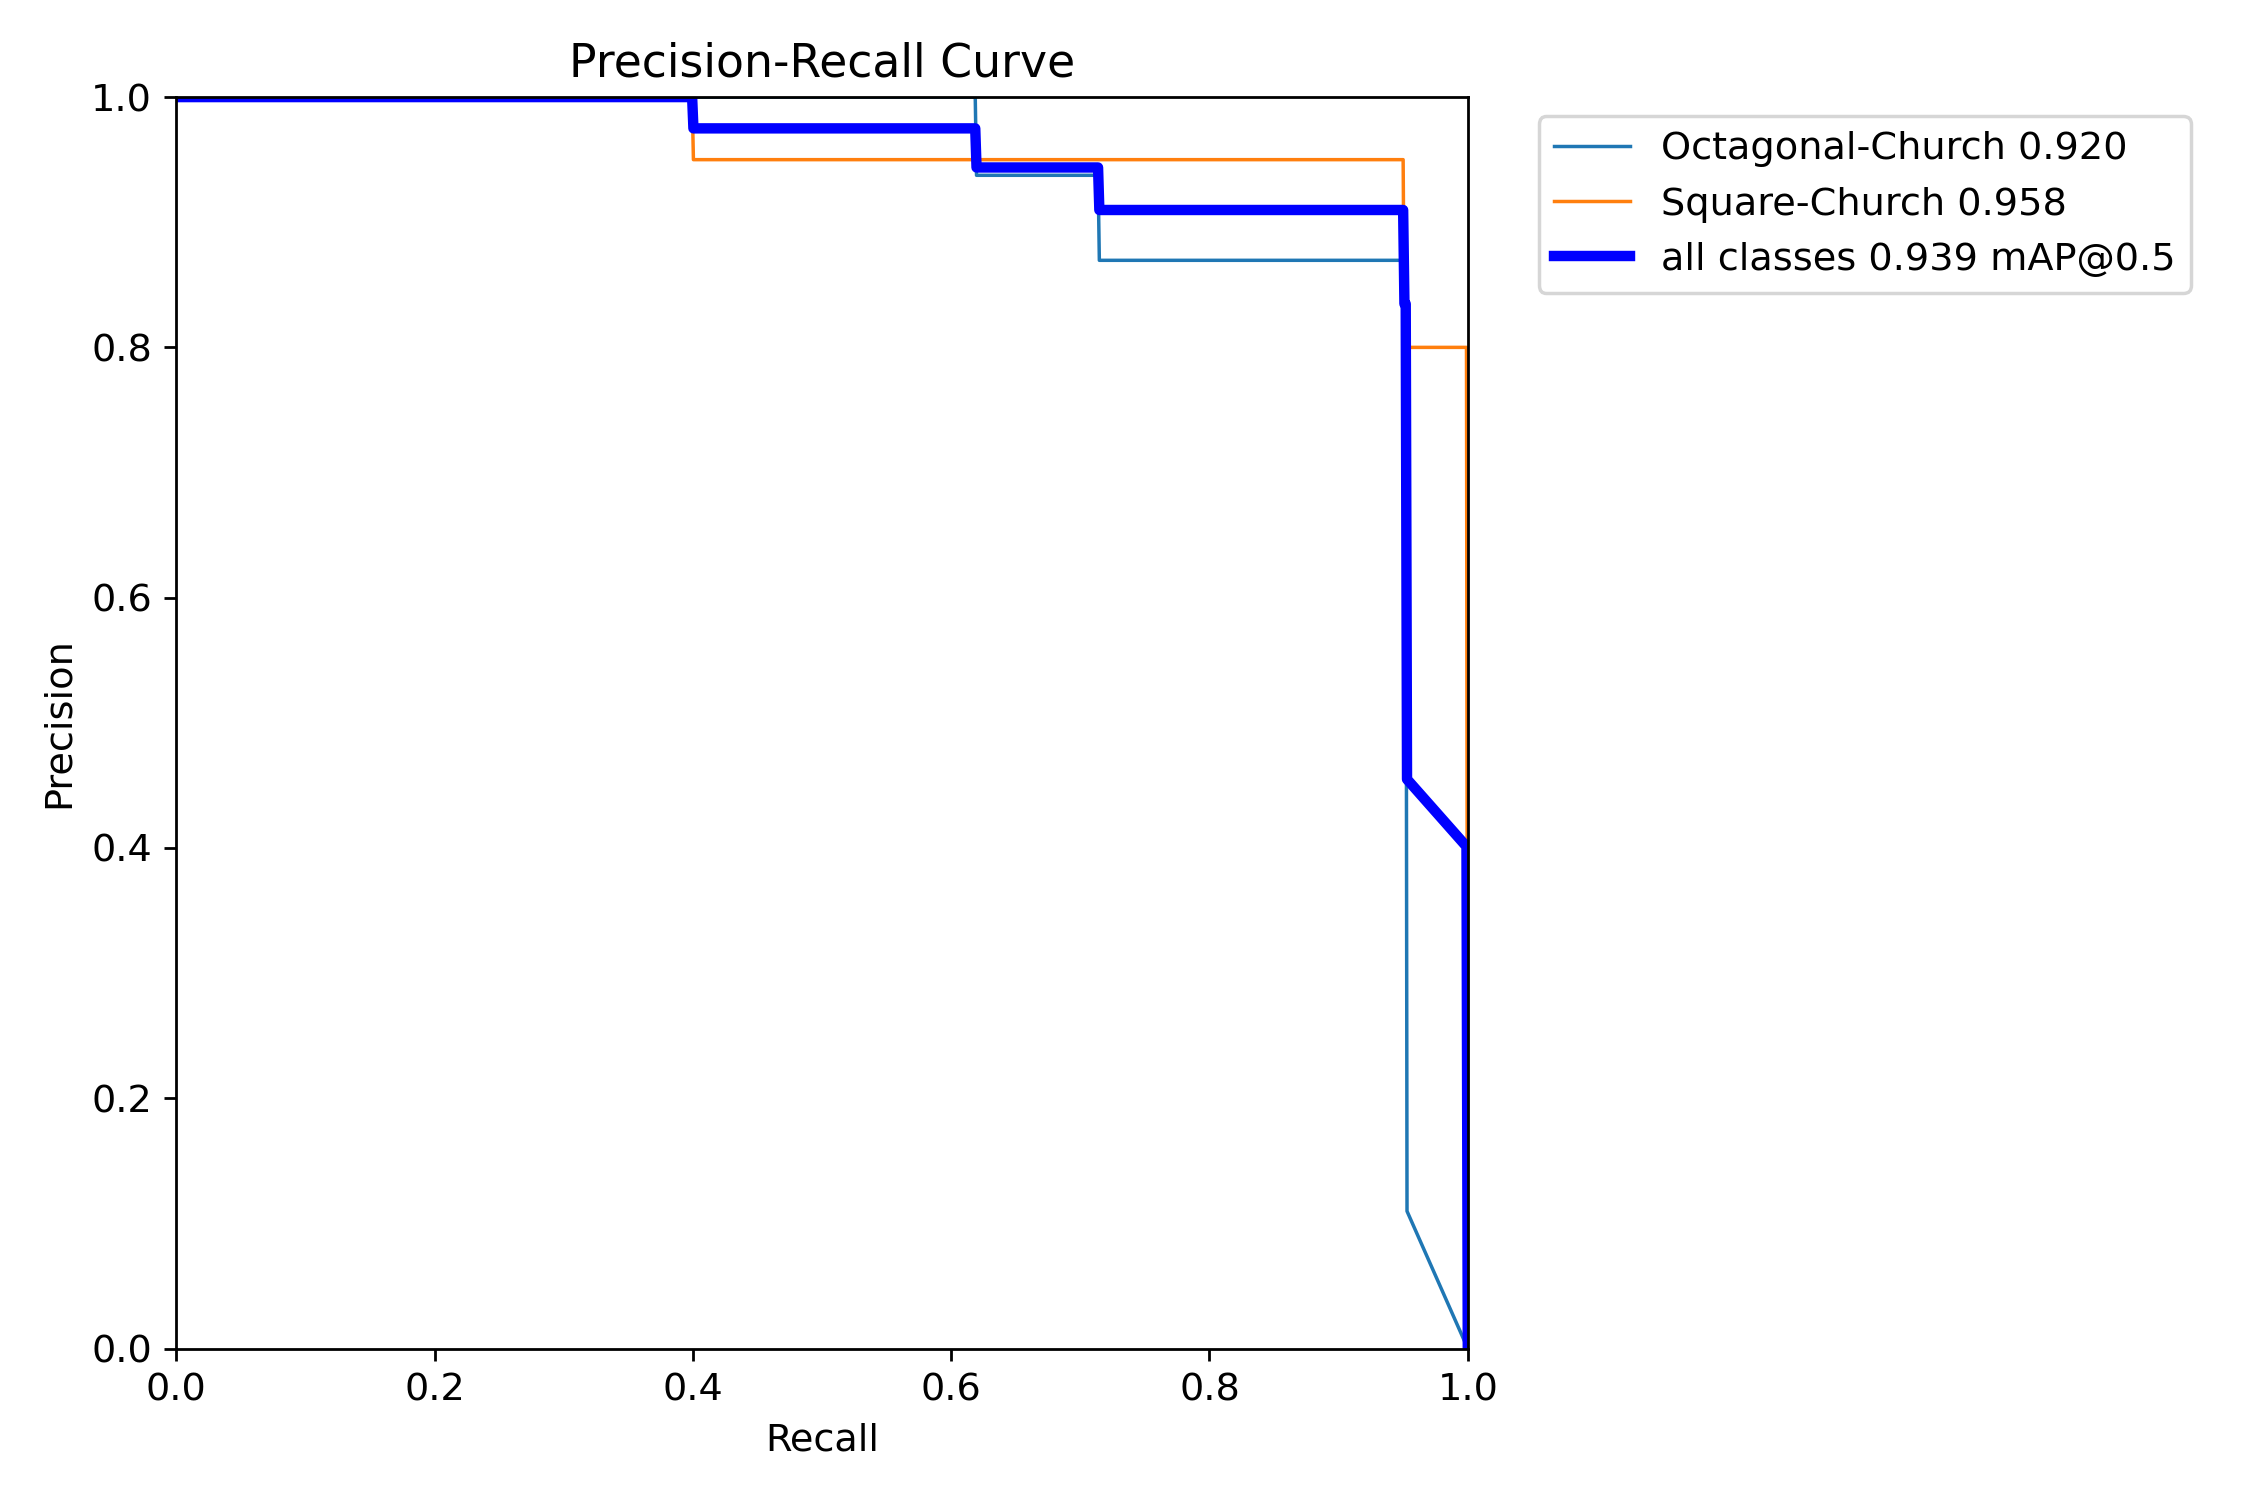 Precision-Recall Curve
Octagonal-Church 0.920
Square-Church 0.958
all classes 0.939 mAP@0.5
Precision
1.0
0.8
0.6
0.4
0.2
0.0
0.0 0.2 0.4 0.6 0.8 1.0
Recall